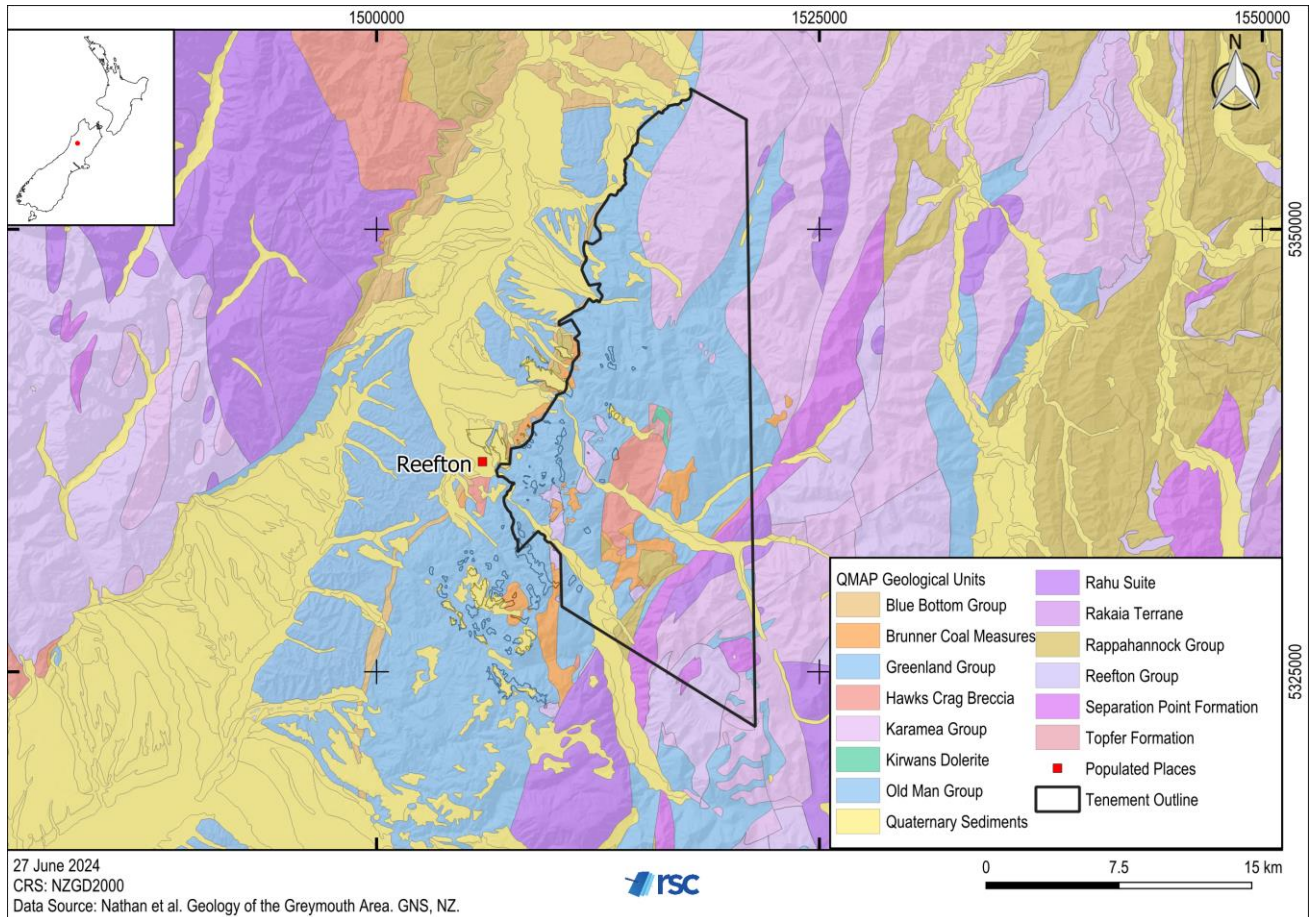 1500000
1525000
1550000
N
5350000
Reefton
5325000
QMAP Geological Units
Blue Bottom Group
Brunner Coal Measures
Greenland Group
Hawks Crag Breccia
Karamea Group
Kirwans Dolerite
Old Man Group
Quaternary Sediments
Rahu Suite
Rakaia Terrane
Rappahannock Group
Reefton Group
Separation Point Formation
Topfer Formation
Populated Places
Tenement Outline
27 June 2024
CRS: NZGD2000
Data Source: Nathan et al. Geology of the Greymouth Area. GNS, NZ.
rsc
0 7.5 15 km